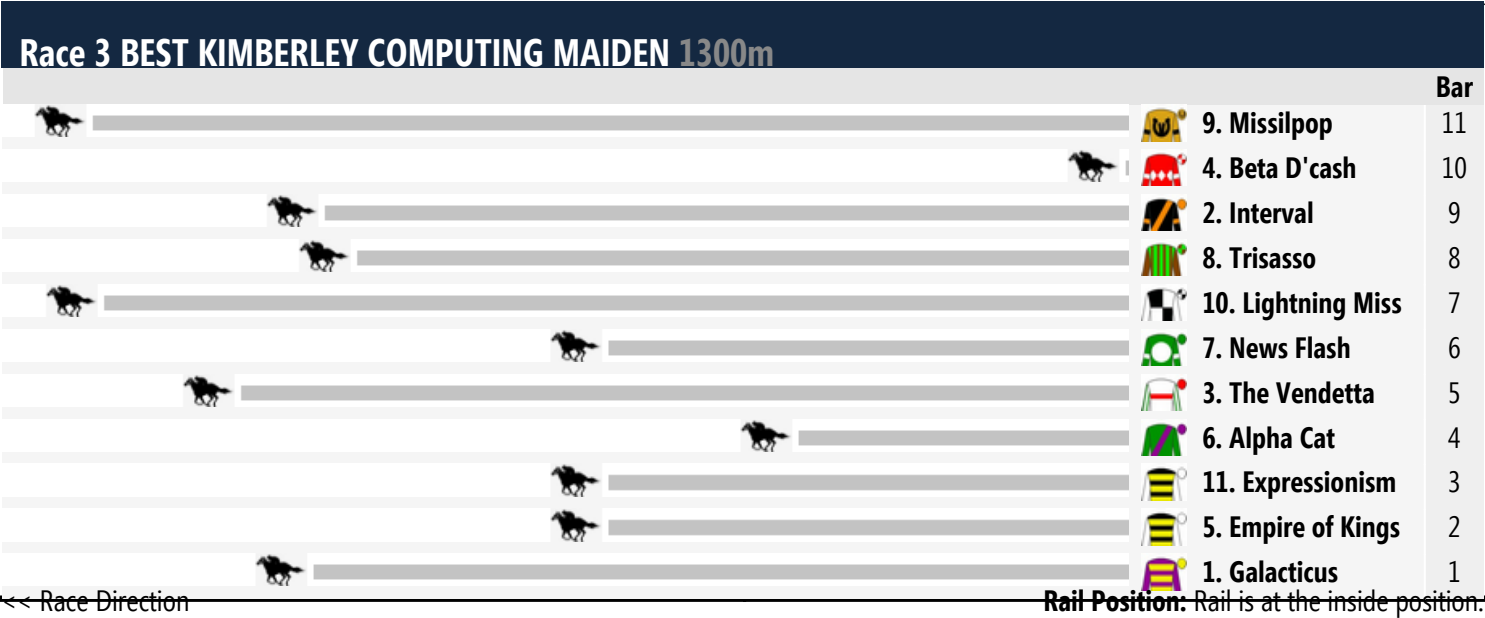 Race 3 BEST KIMBERLEY COMPUTING MAIDEN 1300m
Bar
9. Missilpop 11
4. Beta D'cash 10
2. Interval 9
8. Trisasso 8
10. Lightning Miss 7
7. News Flash 6
3. The Vendetta 5
6. Alpha Cat 4
11. Expressionism 3
5. Empire of Kings 2
1. Galacticus 1
<< Race Direction Rail Position: Rail is at the inside position.